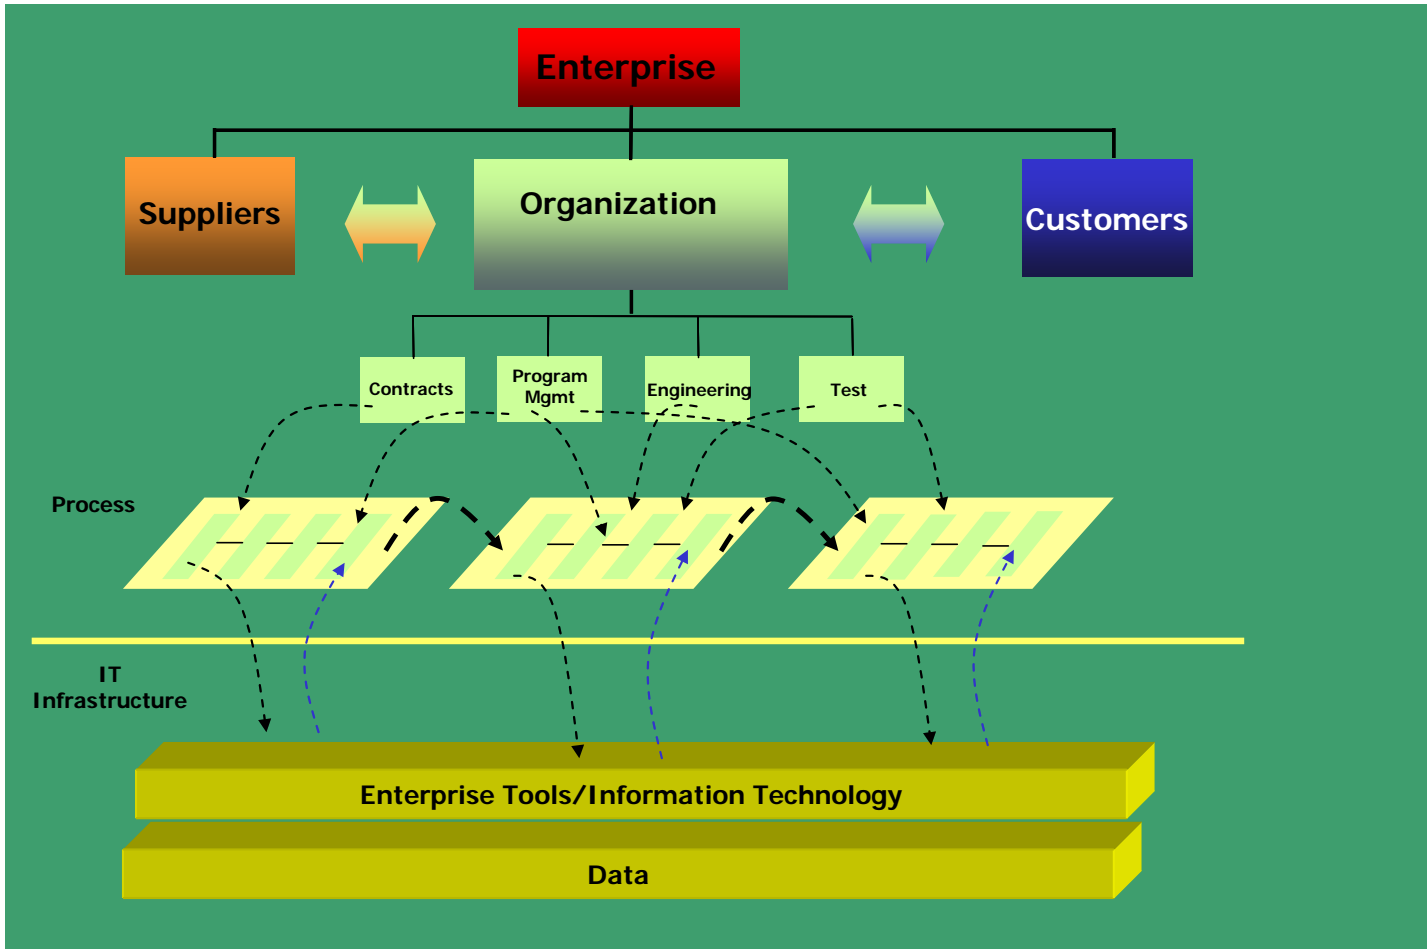 Enterprise
Suppliers
Organization
Customers
Contracts
Program
Mgmt
Engineering
Test
Process
IT
Infrastructure
Enterprise Tools/Information Technology
Data